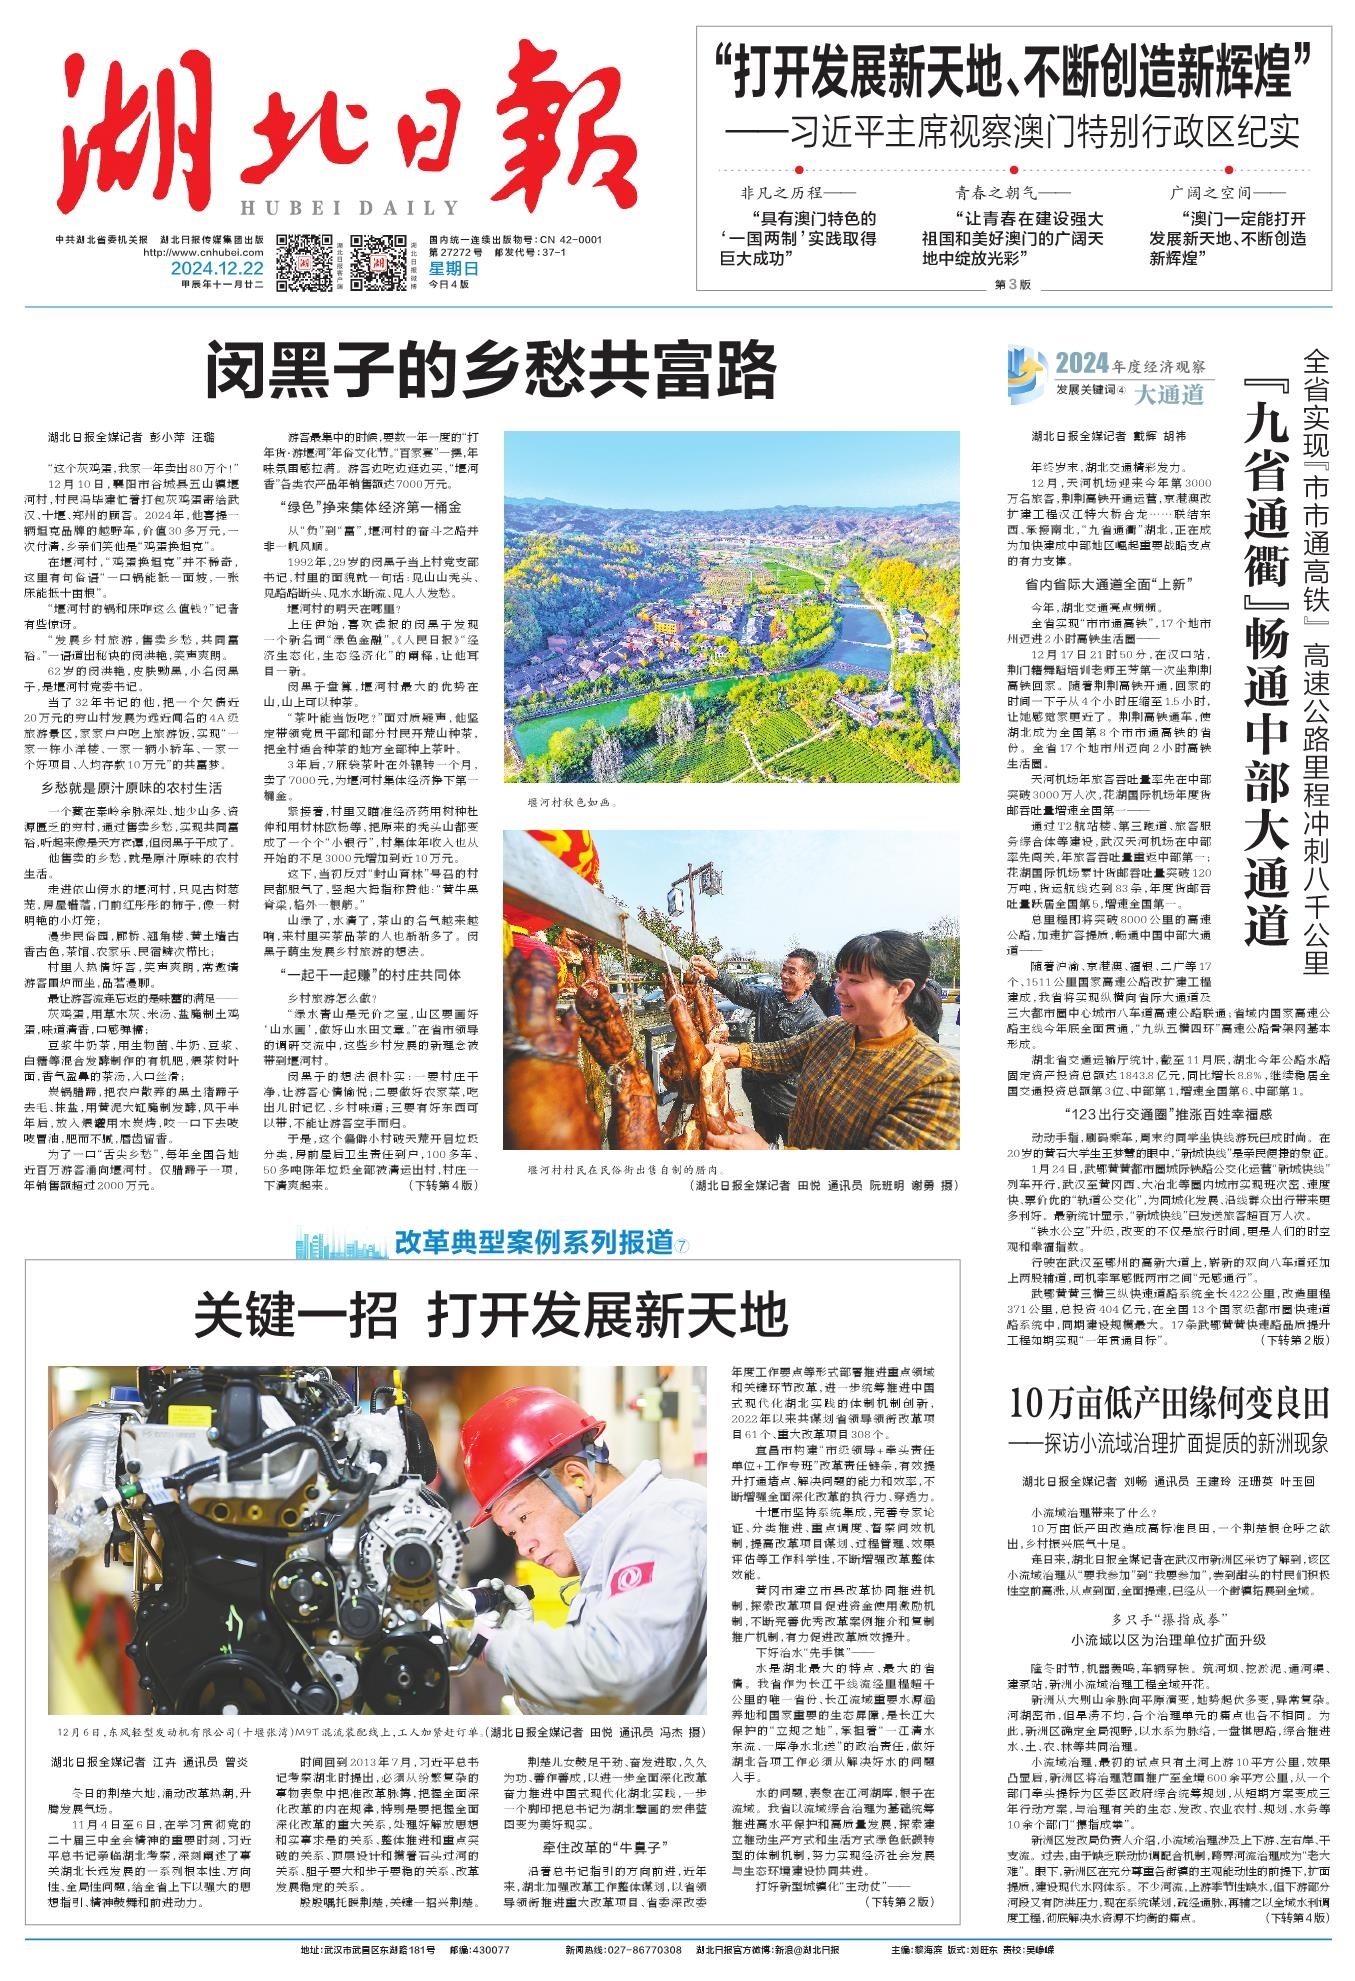 湖北日報
HUBEI DAILY
中共湖北省委机关报 湖北日报传媒集团出版
http://www.cnhubei.com
2024.12.22
甲辰年十一月廿二
湖北日报客户端
湖北日报微博
国内统一连续出版物号:CN 42-0001
第27272号 邮发代号:37-1
星期日
今日4版
“打开发展新天地、不断创造新辉煌”
——习近平主席视察澳门特别行政区纪实
非凡之历程——
“具有澳门特色的
‘一国两制’实践取得
巨大成功”
青春之朝气——
“让青春在建设强大
祖国和美好澳门的广阔天
地中绽放光彩”
广阔之空间——
“澳门一定能打开
发展新天地、不断创造
新辉煌”
第3版
闵黑子的乡愁共富路
湖北日报全媒记者 彭小萍 汪璐
“这个灰鸡蛋,我家一年卖出80万个!”
12月10日,襄阳市谷城县五山镇堰
河村,村民冯毕建忙着打包灰鸡蛋寄给武
汉、十堰、郑州的顾客。2024年,他喜提一
辆坦克品牌的越野车,价值30多万元,一
次付清,乡亲们笑他是“鸡蛋换坦克”。
在堰河村,“鸡蛋换坦克”并不稀奇,
这里有句俗语“一口锅能抵一面坡,一张
床能抵十亩粮”。
“堰河村的锅和床咋这么值钱?”记者
有些惊讶。
“发展乡村旅游,售卖乡愁,共同富
裕。”一语道出秘诀的闵洪艳,笑声爽朗。
62岁的闵洪艳,皮肤黝黑,小名闵黑
子,是堰河村党委书记。
当了32年书记的他,把一个欠债近
20万元的穷山村发展为远近闻名的4A级
旅游景区,家家户户吃上旅游饭,实现“一
家一栋小洋楼、一家一辆小轿车、一家一
个好项目、人均存款10万元”的共富梦。
乡愁就是原汁原味的农村生活
一个藏在秦岭余脉深处、地少山多、资
源匮乏的穷村,通过售卖乡愁,实现共同富
裕,听起来像是天方夜谭,但闵黑子干成了。
他售卖的乡愁,就是原汁原味的农村
生活。
走进依山傍水的堰河村,只见古树葱
茏,房屋错落,门前红彤彤的柿子,像一树
明艳的小灯笼;
漫步民俗园,廊桥、翘角楼、黄土墙古
香古色,茶馆、农家乐、民宿鳞次栉比;
村里人热情好客,笑声爽朗,常邀请
游客围炉而坐,品茗漫聊。
最让游客流连忘返的是味蕾的满足——
灰鸡蛋,用草木灰、米汤、盐腌制土鸡
蛋,味道清香,口感弹糯;
豆浆牛奶茶,用生物菌、牛奶、豆浆、
白糖等混合发酵制作的有机肥,煨茶树叶
面,香气盈鼻的茶汤,入口丝滑;
炭锅腊蹄,把农户散养的黑土猪蹄子
去毛、抹盐,用黄泥大缸腌制发酵,风干半
年后,放入煨罐用木炭烤,咬一口下去吱
吱冒油,肥而不腻,唇齿留香。
为了一口“舌尖乡愁”,每年全国各地
近百万游客涌向堰河村。仅腊蹄子一项,
年销售额超过2000万元。
游客最集中的时候,要数一年一度的“打
年货·游堰河”年俗文化节。“百家宴”一摆,年
味氛围感拉满。游客边吃边逛边买,“堰河
香”各类农产品年销售额达7000万元。
“绿色”挣来集体经济第一桶金
从“负”到“富”,堰河村的奋斗之路并
非一帆风顺。
1992年,29岁的闵黑子当上村党支部
书记,村里的面貌就一句话:见山山秃头、
见路路断头、见水水断流、见人人发愁。
堰河村的明天在哪里?
上任伊始,喜欢读报的闵黑子发现
一个新名词“绿色金融”。《人民日报》“经
济生态化,生态经济化”的阐释,让他耳
目一新。
闵黑子盘算,堰河村最大的优势在
山,山上可以种茶。
“茶叶能当饭吃?”面对质疑声,他坚
定带领党员干部和部分村民开荒山种茶,
把全村适合种茶的地方全部种上茶叶。
3年后,7麻袋茶叶在外辗转一个月,
卖了7000元,为堰河村集体经济挣下第一
桶金。
紧接着,村里又瞄准经济药用树种杜
仲和用材林欧杨等,把原来的秃头山都变
成了一个个“小银行”,村集体年收入也从
开始的不足3000元增加到近10万元。
这下,当初反对“封山育林”号召的村
民都服气了,竖起大拇指称赞他:“黄牛黑
脊梁,格外一根筋。”
山绿了,水清了,茶山的名气越来越
响,来村里买茶品茶的人也渐渐多了。闵
黑子萌生发展乡村旅游的想法。
“一起干一起赚”的村庄共同体
乡村旅游怎么做?
“绿水青山是无价之宝,山区要画好
‘山水画’,做好山水田文章。”在省市领导
的调研交流中,这些乡村发展的新理念被
带到堰河村。
闵黑子的想法很朴实:一要村庄干
净,让游客心情愉悦;二要做好农家菜,吃
出儿时记忆、乡村味道;三要有好东西可
以带,不能让游客空手而归。
于是,这个偏僻小村破天荒开启垃圾
分类,房前屋后卫生责任到户,100多车、
50多吨陈年垃圾全部被清运出村,村庄一
下清爽起来。 (下转第4版)
堰河村秋色如画。
堰河村村民在民俗街出售自制的腊肉。
(湖北日报全媒记者 田悦 通讯员 阮班明 谢勇 摄)
2024年度经济观察
发展关键词④ 大通道
全省实现『市市通高铁』 高速公路里程冲刺八千公里
『九省通衢』畅通中部大通道
湖北日报全媒记者 戴辉 胡祎
年终岁末,湖北交通精彩发力。
12月,天河机场迎来今年第3000
万名旅客,荆荆高铁开通运营,京港澳改
扩建工程汉江特大桥合龙……联结东
西、承接南北,“九省通衢”湖北,正在成
为加快建成中部地区崛起重要战略支点
的有力支撑。
省内省际大通道全面“上新”
今年,湖北交通亮点频频。
全省实现“市市通高铁”,17个地市
州迈进2小时高铁生活圈——
12月17日21时50分,在汉口站,
荆门籍舞蹈培训老师王芳第一次坐荆荆
高铁回家。随着荆荆高铁开通,回家的
时间一下子从4个小时压缩至1.5小时,
让她感觉家更近了。荆荆高铁通车,使
湖北成为全国第8个市市通高铁的省
份。全省17个地市州迈向2小时高铁
生活圈。
天河机场年旅客吞吐量率先在中部
突破3000万人次,花湖国际机场年度货
邮吞吐量增速全国第一——
通过T2航站楼、第三跑道、旅客服
务综合体等建设,武汉天河机场在中部
率先闯关,年旅客吞吐量重返中部第一;
花湖国际机场累计货邮吞吐量突破120
万吨,货运航线达到83条,年度货邮吞
吐量跃居全国第5,增速全国第一。
总里程即将突破8000公里的高速
公路,加速扩容提质,畅通中国中部大通
道——
随着沪渝、京港澳、福银、二广等17
个、1511公里国家高速公路改扩建工程
建成,我省将实现纵横向省际大通道及
三大都市圈中心城市八车道高速公路联通;省域内国家高速公
路主线今年底全面贯通,“九纵五横四环”高速公路骨架网基本
形成。
湖北省交通运输厅统计,截至11月底,湖北今年公路水路
固定资产投资总额达1843.8亿元,同比增长8.8%,继续稳居全
国交通投资总额第3位、中部第1,增速全国第6、中部第1。
“123出行交通圈”推涨百姓幸福感
动动手指,刷码乘车,周末约同学坐快线游玩已成时尚。在
20岁的黄石大学生王梦慧的眼中,“新城快线”是亲民便捷的象征。
1月24日,武鄂黄黄都市圈城际铁路公交化运营“新城快线”
列车开行,武汉至黄冈西、大冶北等圈内城市实现班次密、速度
快、票价优的“轨道公交化”,为同城化发展、沿线群众出行带来更
多利好。最新统计显示,“新城快线”已发送旅客超百万人次。
“铁水公空”升级,改变的不仅是旅行时间,更是人们的时空
观和幸福指数。
行驶在武汉至鄂州的高新大道上,崭新的双向八车道还加
上两股辅道,司机李军感慨两市之间“无感通行”。
武鄂黄黄三横三纵快速道路系统全长422公里,改造里程
371公里,总投资404亿元,在全国13个国家级都市圈快速道
路系统中,同期建设规模最大。17条武鄂黄黄快速路品质提升
工程如期实现“一年贯通目标”。 (下转第2版)
改革典型案例系列报道⑦
关键一招 打开发展新天地
12月6日,东风轻型发动机有限公司(十堰张湾)M9T混流装配线上,工人加紧赶订单。(湖北日报全媒记者 田悦 通讯员 冯杰 摄)
湖北日报全媒记者 江卉 通讯员 曾炎
冬日的荆楚大地,涌动改革热潮,升
腾发展气场。
11月4日至6日,在学习贯彻党的
二十届三中全会精神的重要时刻,习近
平总书记亲临湖北考察,深刻阐述了事
关湖北长远发展的一系列根本性、方向
性、全局性问题,给全省上下以强大的思
想指引、精神鼓舞和前进动力。
时间回到2013年7月,习近平总书
记考察湖北时提出,必须从纷繁复杂的
事物表象中把准改革脉搏,把握全面深
化改革的内在规律,特别是要把握全面
深化改革的重大关系,处理好解放思想
和实事求是的关系、整体推进和重点突
破的关系、顶层设计和摸着石头过河的
关系、胆子要大和步子要稳的关系、改革
发展稳定的关系。
殷殷嘱托暖荆楚,关键一招兴荆楚。
荆楚儿女鼓足干劲、奋发进取,久久
为功、善作善成,以进一步全面深化改革
奋力推进中国式现代化湖北实践,一步
一个脚印把总书记为湖北擘画的宏伟蓝
图变为美好现实。
牵住改革的“牛鼻子”
沿着总书记指引的方向前进,近年
来,湖北加强改革工作整体谋划,以省领
导领衔推进重大改革项目、省委深改委
年度工作要点等形式部署推进重点领域
和关键环节改革,进一步统筹推进中国
式现代化湖北实践的体制机制创新,
2022年以来共谋划省领导领衔改革项
目61个、重大改革项目308个。
宜昌市构建“市级领导+牵头责任
单位+工作专班”改革责任链条,有效提
升打通堵点、解决问题的能力和效率,不
断增强全面深化改革的执行力、穿透力。
十堰市坚持系统集成,完善专家论
证、分类推进、重点调度、督察问效机
制,提高改革项目谋划、过程管理、效果
评估等工作科学性,不断增强改革整体
效能。
黄冈市建立市县改革协同推进机
制,探索改革项目促进资金使用激励机
制,不断完善优秀改革案例推介和复制
推广机制,有力促进改革质效提升。
下好治水“先手棋”——
水是湖北最大的特点、最大的省
情。我省作为长江干线流经里程超千
公里的唯一省份、长江流域重要水源涵
养地和国家重要的生态屏障,是长江大
保护的“立规之地”,承担着“一江清水
东流、一库净水北送”的政治责任,做好
湖北各项工作必须从解决好水的问题
入手。
水的问题,表象在江河湖库,根子在
流域。我省以流域综合治理为基础统筹
推进高水平保护和高质量发展,探索建
立推动生产方式和生活方式绿色低碳转
型的体制机制,努力实现经济社会发展
与生态环境建设协同共进。
打好新型城镇化“主动仗”——
(下转第2版)
10万亩低产田缘何变良田
——探访小流域治理扩面提质的新洲现象
湖北日报全媒记者 刘畅 通讯员 王建玲 汪珊英 叶玉回
小流域治理带来了什么?
10万亩低产田改造成高标准良田,一个荆楚粮仓呼之欲
出,乡村振兴底气十足。
连日来,湖北日报全媒记者在武汉市新洲区采访了解到,该区
小流域治理从“要我参加”到“我要参加”,尝到甜头的村民们积极
性空前高涨,从点到面,全面提速,已经从一个街镇拓展到全域。
多只手“攥指成拳”
小流域以区为治理单位扩面升级
隆冬时节,机器轰鸣,车辆穿梭。筑河坝、挖淤泥、通河渠、
建泵站,新洲小流域治理工程全域开花。
新洲从大别山余脉向平原演变,地势起伏多变,异常复杂。
河湖密布,但旱涝不均,各个治理单元的痛点也各不相同。为
此,新洲区确定全局视野,以水系为脉络,一盘棋思路,综合推进
水、土、农、林等共同治理。
小流域治理,最初的试点只有土河上游10平方公里,效果
凸显后,新洲区将治理范围推广至全境600余平方公里,从一个
部门牵头提标为区委区政府综合统筹规划,从短期方案变成三
年行动方案,与治理有关的生态、发改、农业农村、规划、水务等
10余个部门“攥指成拳”。
新洲区发改局负责人介绍,小流域治理涉及上下游、左右岸、干
支流。过去,由于缺乏联动协调配合机制,跨界河流治理成为“老大
难”。眼下,新洲区在充分尊重各街镇的主观能动性的前提下,扩面
提质,建设现代水网体系。不少河流,上游季节性缺水,但下游部分
河段又有防洪压力,现在系统谋划,疏经通脉,再辅之以全域水利调
度工程,彻底解决水资源不均衡的痛点。 (下转第4版)
地址:武汉市武昌区东湖路181号 邮编:430077 新闻热线:027-86770308 湖北日报官方微博:新浪@湖北日报 主编:黎海滨 版式:刘旺东 责校:吴峥嵘